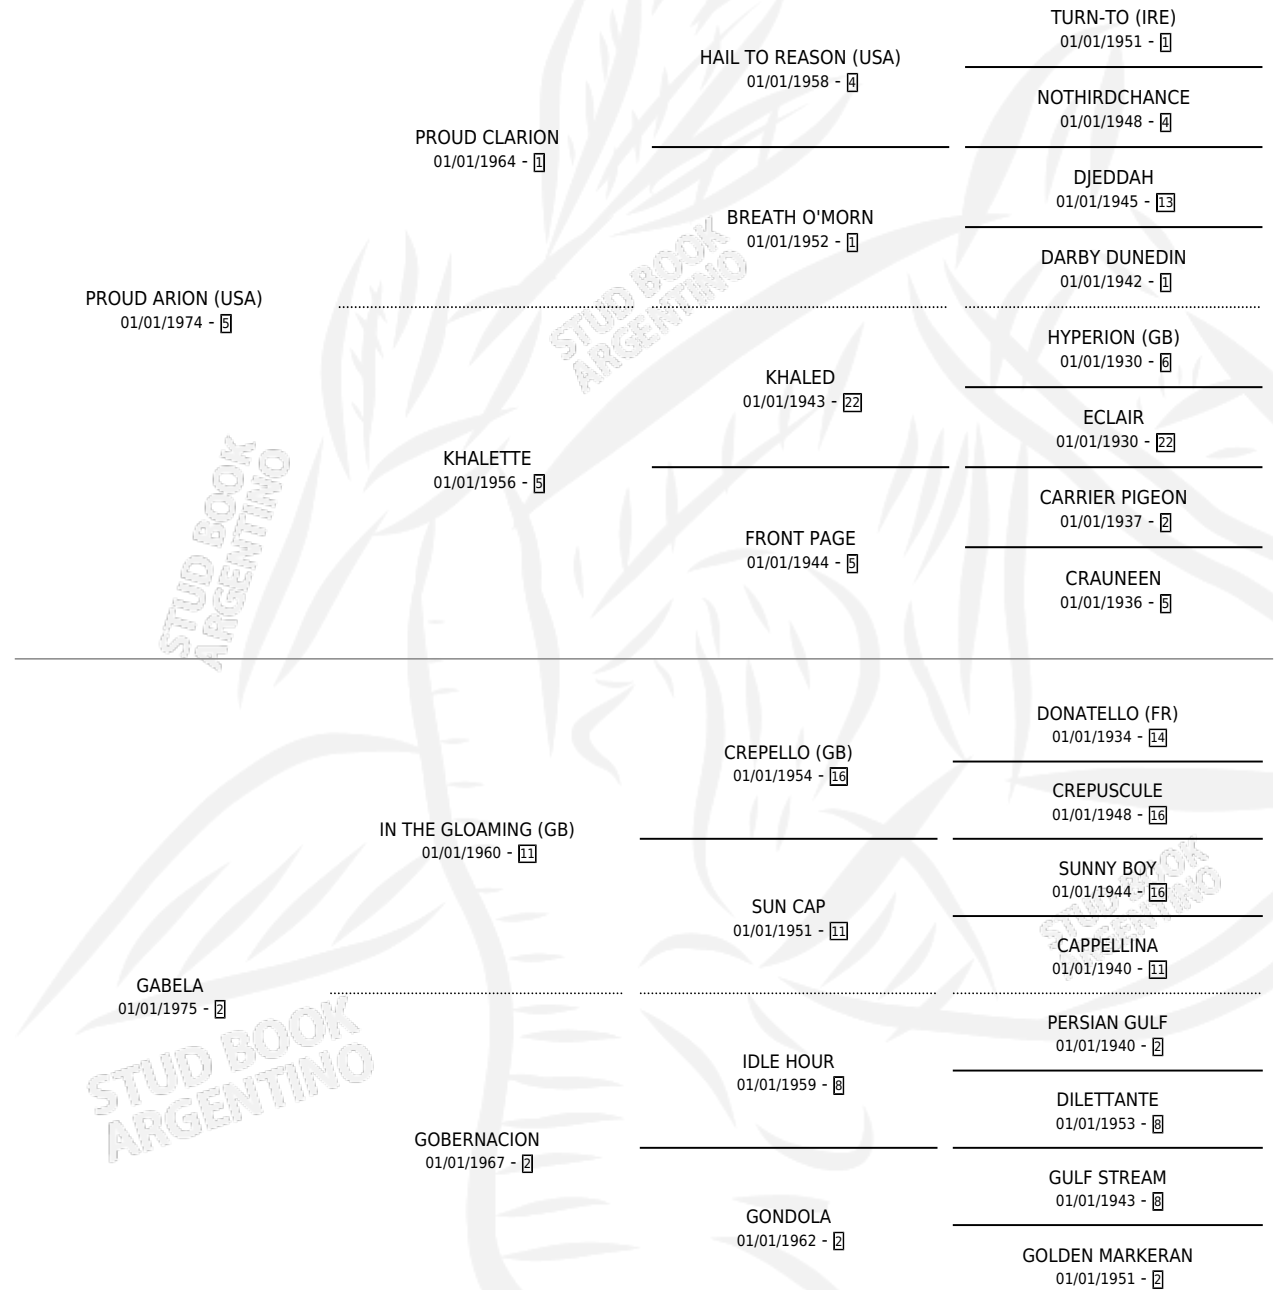 TURN-TO (IRE)
01/01/1951 - 1
HAIL TO REASON (USA)
01/01/1958 - 4
NOTHIRDCHANCE
01/01/1948 - 4
PROUD CLARION
01/01/1964 - 1
DJEDDAH
01/01/1945 - 13
BREATH O'MORN
01/01/1952 - 1
DARBY DUNEDIN
01/01/1942 - 1
PROUD ARION (USA)
01/01/1974 - 5
HYPERION (GB)
01/01/1930 - 6
KHALED
01/01/1943 - 22
ECLAIR
01/01/1930 - 22
KHALETTE
01/01/1956 - 5
CARRIER PIGEON
01/01/1937 - 2
FRONT PAGE
01/01/1944 - 5
CRAUNEEN
01/01/1936 - 5
DONATELLO (FR)
01/01/1934 - 14
CREPELLO (GB)
01/01/1954 - 16
CREPUSCULE
01/01/1948 - 16
IN THE GLOAMING (GB)
01/01/1960 - 11
SUNNY BOY
01/01/1944 - 16
SUN CAP
01/01/1951 - 11
CAPPELLINA
01/01/1940 - 11
GABELA
01/01/1975 - 2
PERSIAN GULF
01/01/1940 - 2
IDLE HOUR
01/01/1959 - 8
DILETTANTE
01/01/1953 - 8
GOBERNACION
01/01/1967 - 2
GULF STREAM
01/01/1943 - 8
GONDOLA
01/01/1962 - 2
GOLDEN MARKERAN
01/01/1951 - 2
STUD BOOK
ARGENTINO
STUD BOOK
ARGENTINO
STUD BOOK
ARGENTINO
STUD BOOK
ARGENTINO